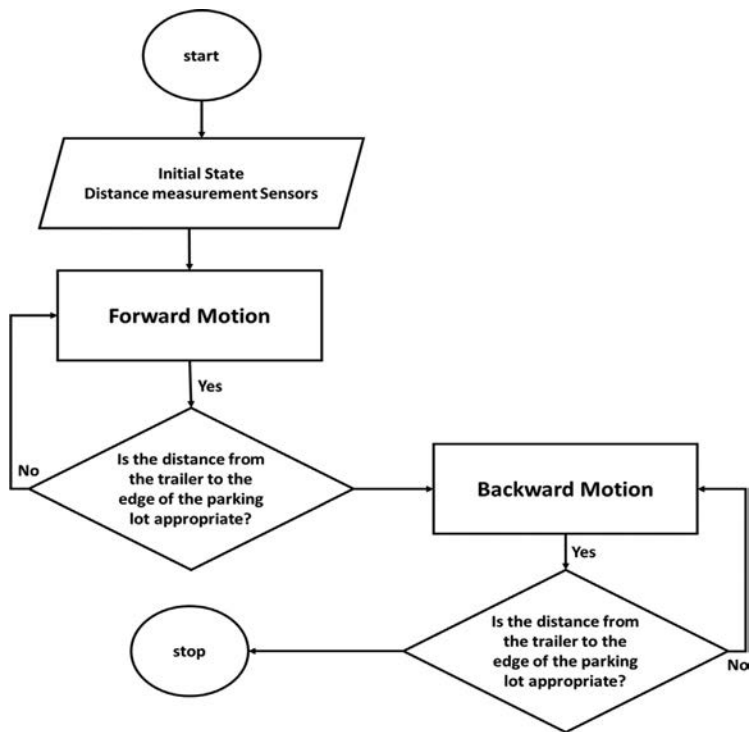 start
Initial State
Distance measurement Sensors
Forward Motion
Yes
No
Is the distance from
the trailer to the
edge of the parking
lot appropriate?
Backward Motion
Yes
Is the distance from
the trailer to the
edge of the parking
lot appropriate?
No
stop